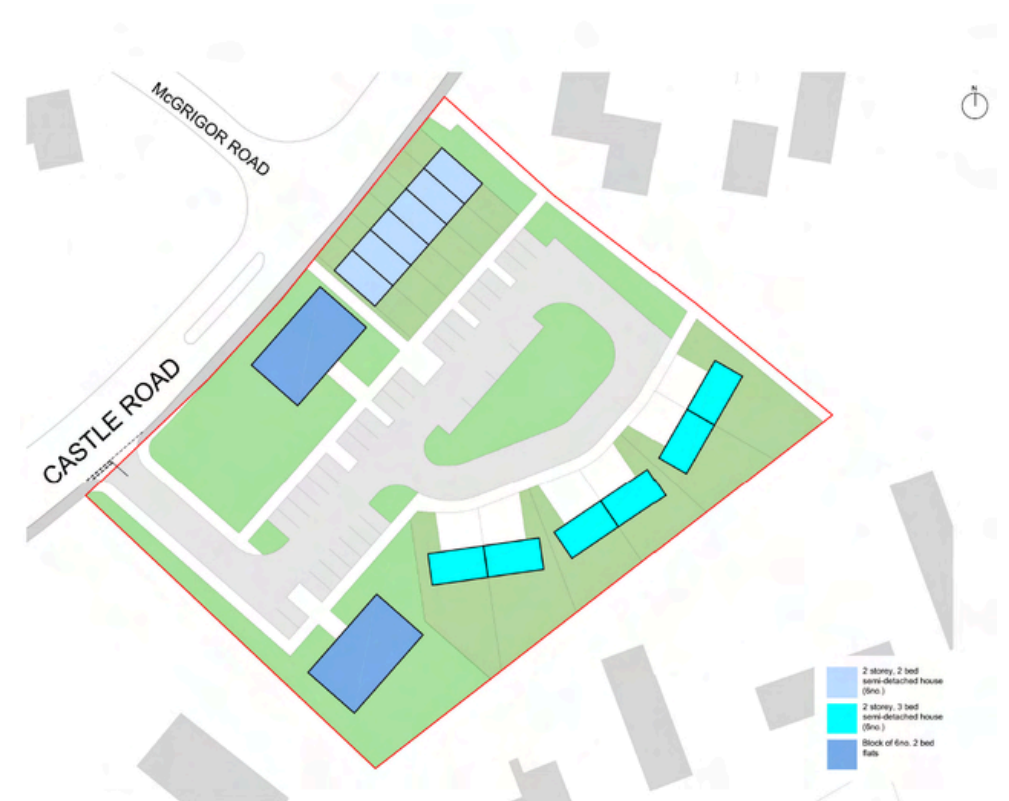 McGRIGOR ROAD
N
CASTLE ROAD
2 storey, 2 bed
semi-detached house
(6no.)
2 storey, 3 bed
semi-detached house
(6no.)
Block of 6no. 2 bed
flats